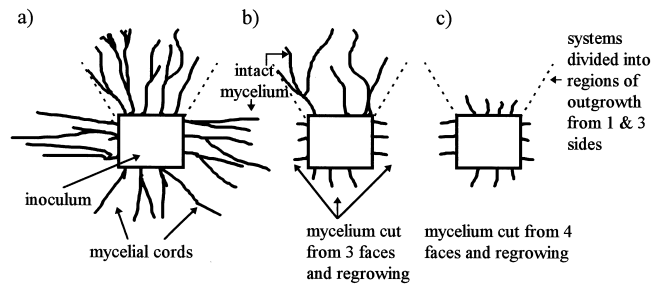 a)
b)
c)
intact
mycelium
systems
divided into
regions of
outgrowth
from 1 & 3
sides
inoculum
mycelial cords
mycelium cut
from 3 faces
and regrowing
mycelium cut from 4
faces and regrowing